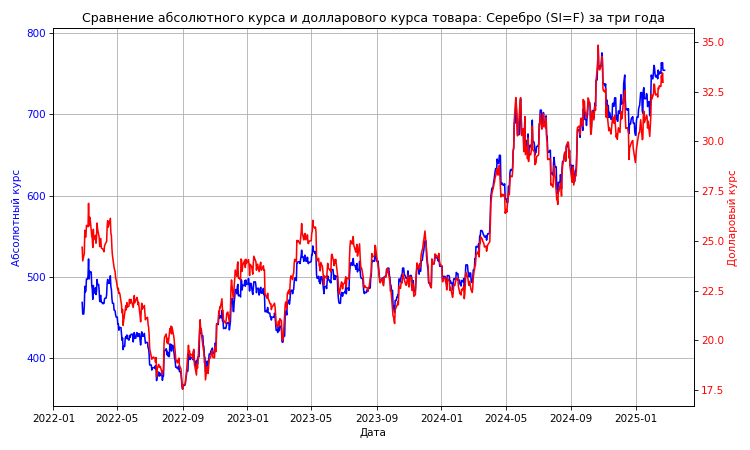 Сравнение абсолютного курса и долларового курса товара: Серебро (SI=F) за три года
800
700
600
500
400
Абсолютный курс
35.0
32.5
30.0
27.5
25.0
22.5
20.0
17.5
Долларовый курс
2022-01 2022-05 2022-09 2023-01 2023-05 2023-09 2024-01 2024-05 2024-09 2025-01
Дата